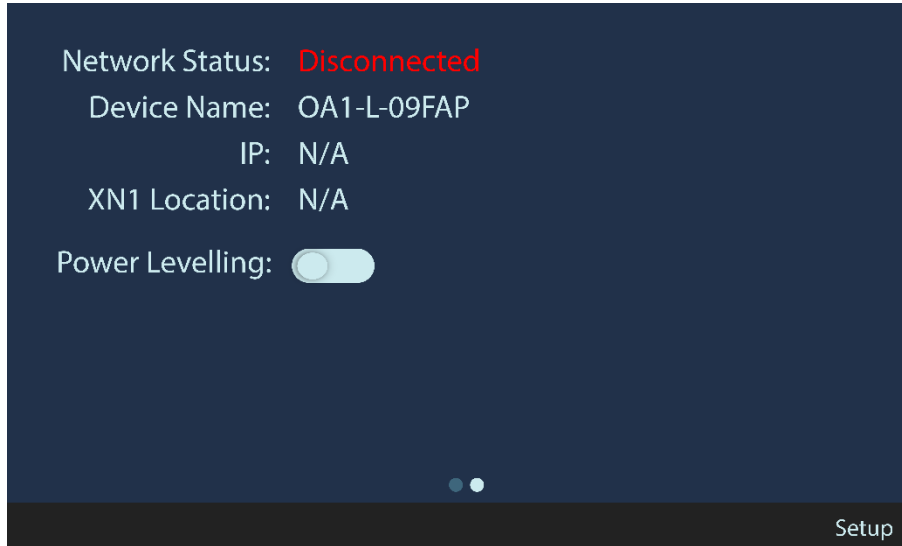 Network Status: Disconnected
Device Name: OA1-L-09FAP
IP: N/A
XN1 Location: N/A
Power Levelling:
Setup